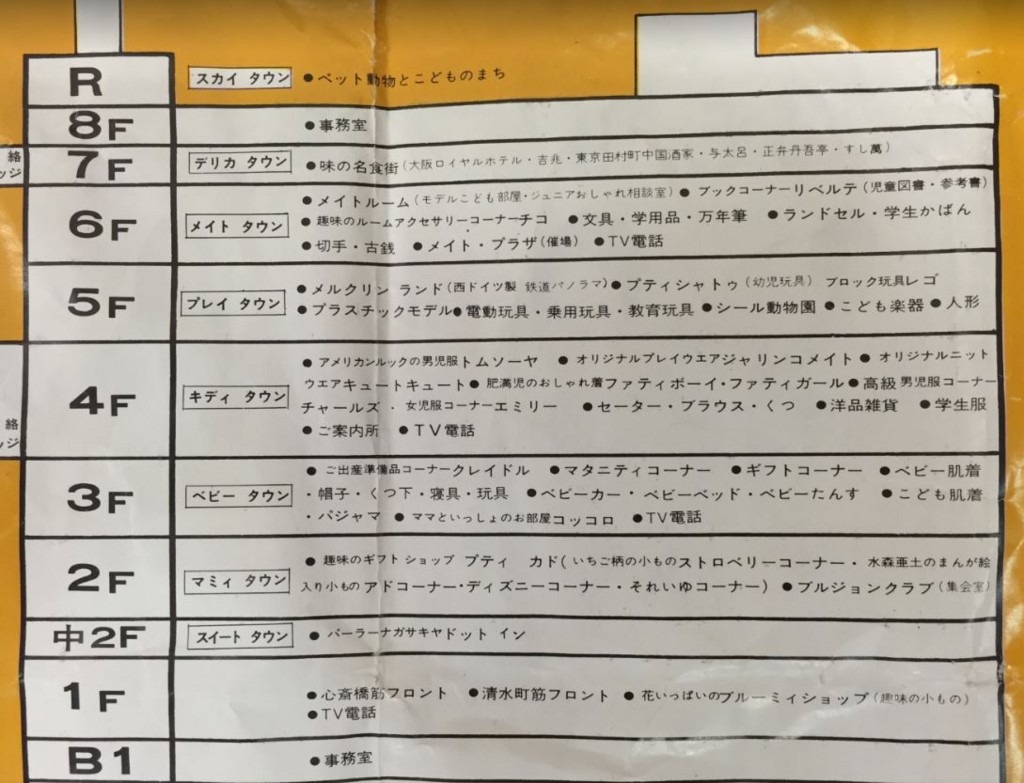 R スカイ タウン ●ペット動物とこどものまち
8F ●事務室
絡
ッジ
7F デリカ タウン ●味の名食街(大阪ロイヤルホテル・吉兆・東京田村町中国酒家・与太呂・正井丹吾亭・すし萬)
6F メイト タウン ●メイトルーム(モデルこども部屋・ジュニアおしゃれ相談室) ●ブックコーナーリベルテ(児童図書・参考書)
●趣味のルームアクセサリーコーナーチコ ●文具・学用品・万年筆 ●ランドセル・学生かばん
●切手・古銭 ●メイト・プラザ(催場) ●TV電話
5F プレイ タウン ●メルクリン ランド(西ドイツ製 鉄道パノラマ)●プティシャトゥ(幼児玩具) ブロック玩具レゴ
●プラスチックモデル●電動玩具・乗用玩具・教育玩具 ●シール動物園 ●こども楽器 ●人形
絡
ッジ
4F キディ タウン ●アメリカンルックの男児服トムソーヤ ●オリジナルプレイウエアジャリンコメイト●オリジナルニット
ウエアキュートキュート●肥満児のおしゃれ着ファティボーイ・ファティガール●高級男児服コーナー
チャールズ・女児服コーナーエミリー ●セーター・ブラウス・くつ ●洋品雑貨 ●学生服
●ご案内所 ●TV電話
3F ベビー タウン ●ご出産準備品コーナークレイドル ●マタニティコーナー ●ギフトコーナー ●ベビー肌着
・帽子・くつ下・寝具・玩具 ●ベビーカー・ベビーベッド・ベビーたんす ●こども肌着
・パジャマ ●ママといっしょのお部屋コッコロ ●TV電話
2F マミィ タウン ●趣味のギフトショップ プティ カド(いちご柄の小ものストロベリーコーナー・水森亜土のまんが絵
入り小ものアドコーナー・ディズニーコーナー・それいゆコーナー) ●ブルジョンクラブ(集会室)
中2F スイート タウン ●パーラーナガサキヤドット イン
1F ●心斎橋筋フロント ●清水町筋フロント ●花いっぱいのブルーミィショップ(趣味の小もの)
●TV電話
B1 ●事務室